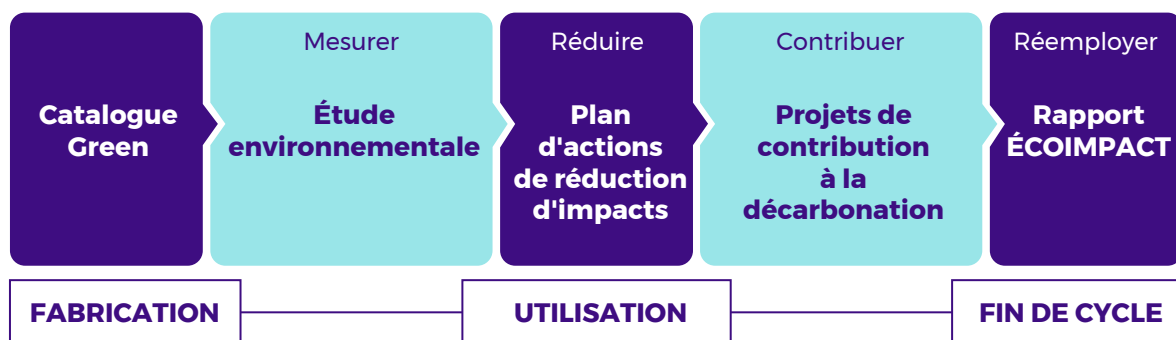 Catalogue
Green
Mesurer
Étude
environnementale
Réduire
Plan
d'actions
de réduction
d'impacts
Contribuer
Projets de
contribution
à la
décarbonation
Réemployer
Rapport
ÉCOIMPACT
FABRICATION
UTILISATION
FIN DE CYCLE